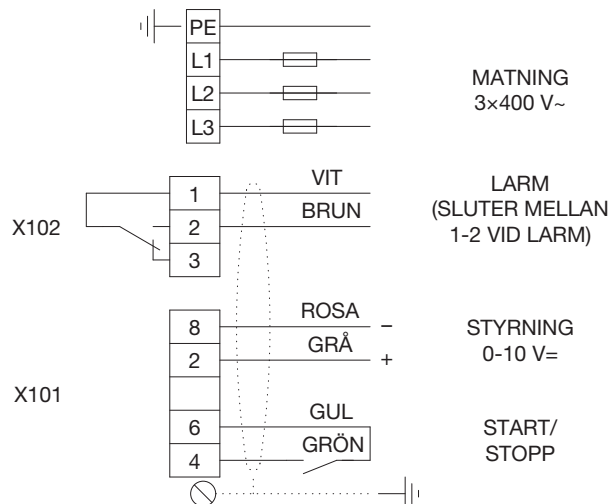 PE
L1
L2
L3
MATNING
3×400 V~
X102
1
2
3
VIT
BRUN
LARM
(SLUTER MELLAN
1-2 VID LARM)
X101
8
2
6
4
ROSA
–
GRÅ
+
STYRNING
0-10 V=
GUL
GRÖN
START/
STOPP